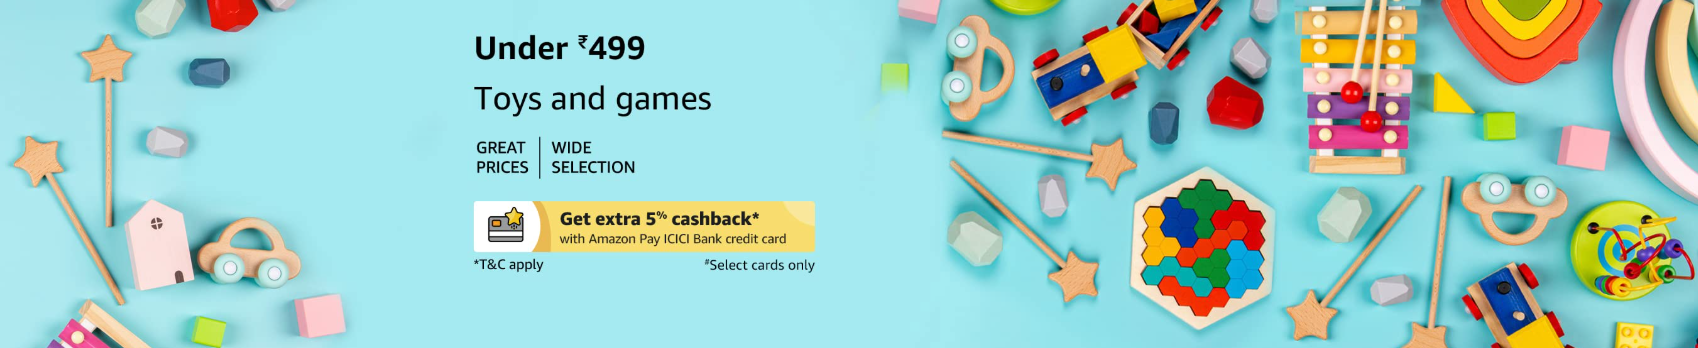 Under ₹499
Toys and games
GREAT PRICES
WIDE SELECTION
Get extra 5% cashback*
with Amazon Pay ICICI Bank credit card
*T&C apply
#Select cards only